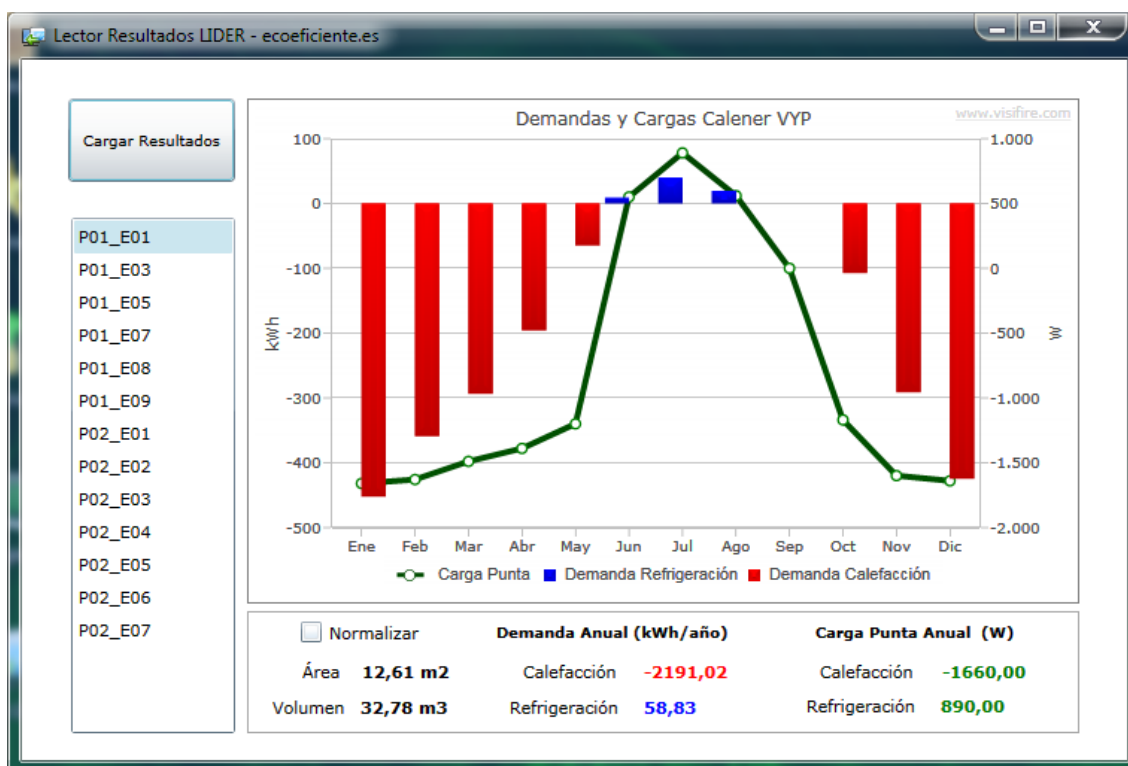 Lector Resultados LIDER - ecoeficiente.es
Cargar Resultados
P01_E01
P01_E03
P01_E05
P01_E07
P01_E08
P01_E09
P02_E01
P02_E02
P02_E03
P02_E04
P02_E05
P02_E06
P02_E07
Demandas y Cargas Calener VYP
www.visifire.com
100
0
-100
-200
-300
-400
-500
kWh
1.000
500
0
-500
-1.000
-1.500
-2.000
W
Ene Feb Mar Abr May Jun Jul Ago Sep Oct Nov Dic
Carga Punta Demanda Refrigeración Demanda Calefacción
Normalizar Demanda Anual (kWh/año) Carga Punta Anual (W)
Área 12,61 m2 Calefacción -2191,02 Calefacción -1660,00
Volumen 32,78 m3 Refrigeración 58,83 Refrigeración 890,00